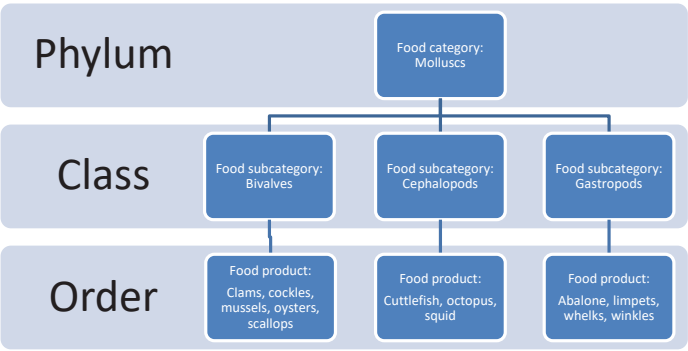 Phylum
Food category:
Molluscs
Class
Food subcategory:
Bivalves
Food subcategory:
Cephalopods
Food subcategory:
Gastropods
Order
Food product:
Clams, cockles,
mussels, oysters,
scallops
Food product:
Cuttlefish, octopus,
squid
Food product:
Abalone, limpets,
whelks, winkles